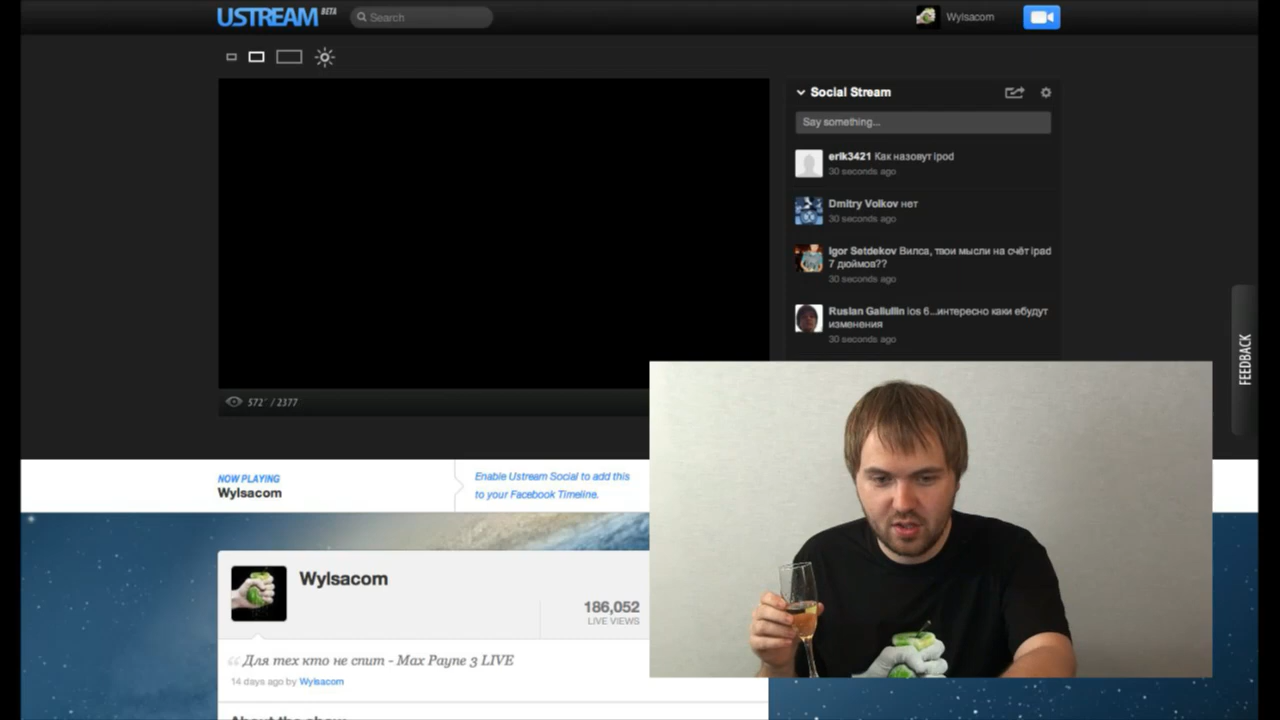 USTREAM BETA
Search
Wylsacom
Social Stream
Say something...
erik3421 Как назовут ipod
30 seconds ago
Dmitry Volkov нет
30 seconds ago
Igor Setdekov Вилса, твои мысли на счёт ipad
7 дюймов??
30 seconds ago
Ruslan Galiullin ios 6...интересно каки ебудут
изменения
30 seconds ago
FEEDBACK
572 / 2377
NOW PLAYING
Wylsacom
Enable Ustream Social to add this
to your Facebook Timeline.
Wylsacom
186,052
LIVE VIEWS
Для тех кто не спит - Max Payne 3 LIVE
14 days ago by Wylsacom
About the show